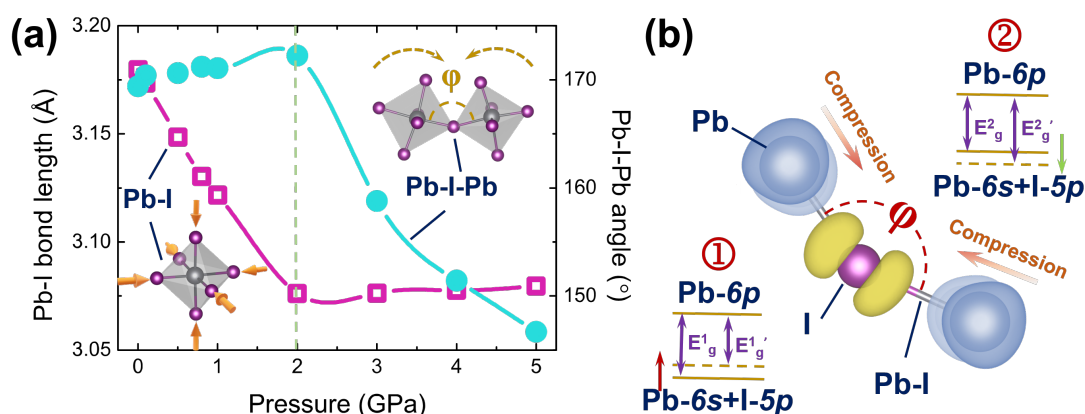 (a)
3.20
3.15
3.10
3.05
Pb-I bond length (Å)
0 1 2 3 4 5
Pressure (GPa)
170
160
150
Pb-I-Pb angle (°)
Pb-I
φ
Pb-I-Pb
(b)
Pb
Compression
φ
Compression
I
Pb-I
①
Pb-6p
E¹g E¹g′
Pb-6s+I-5p
②
Pb-6p
E²g E²g′
Pb-6s+I-5p